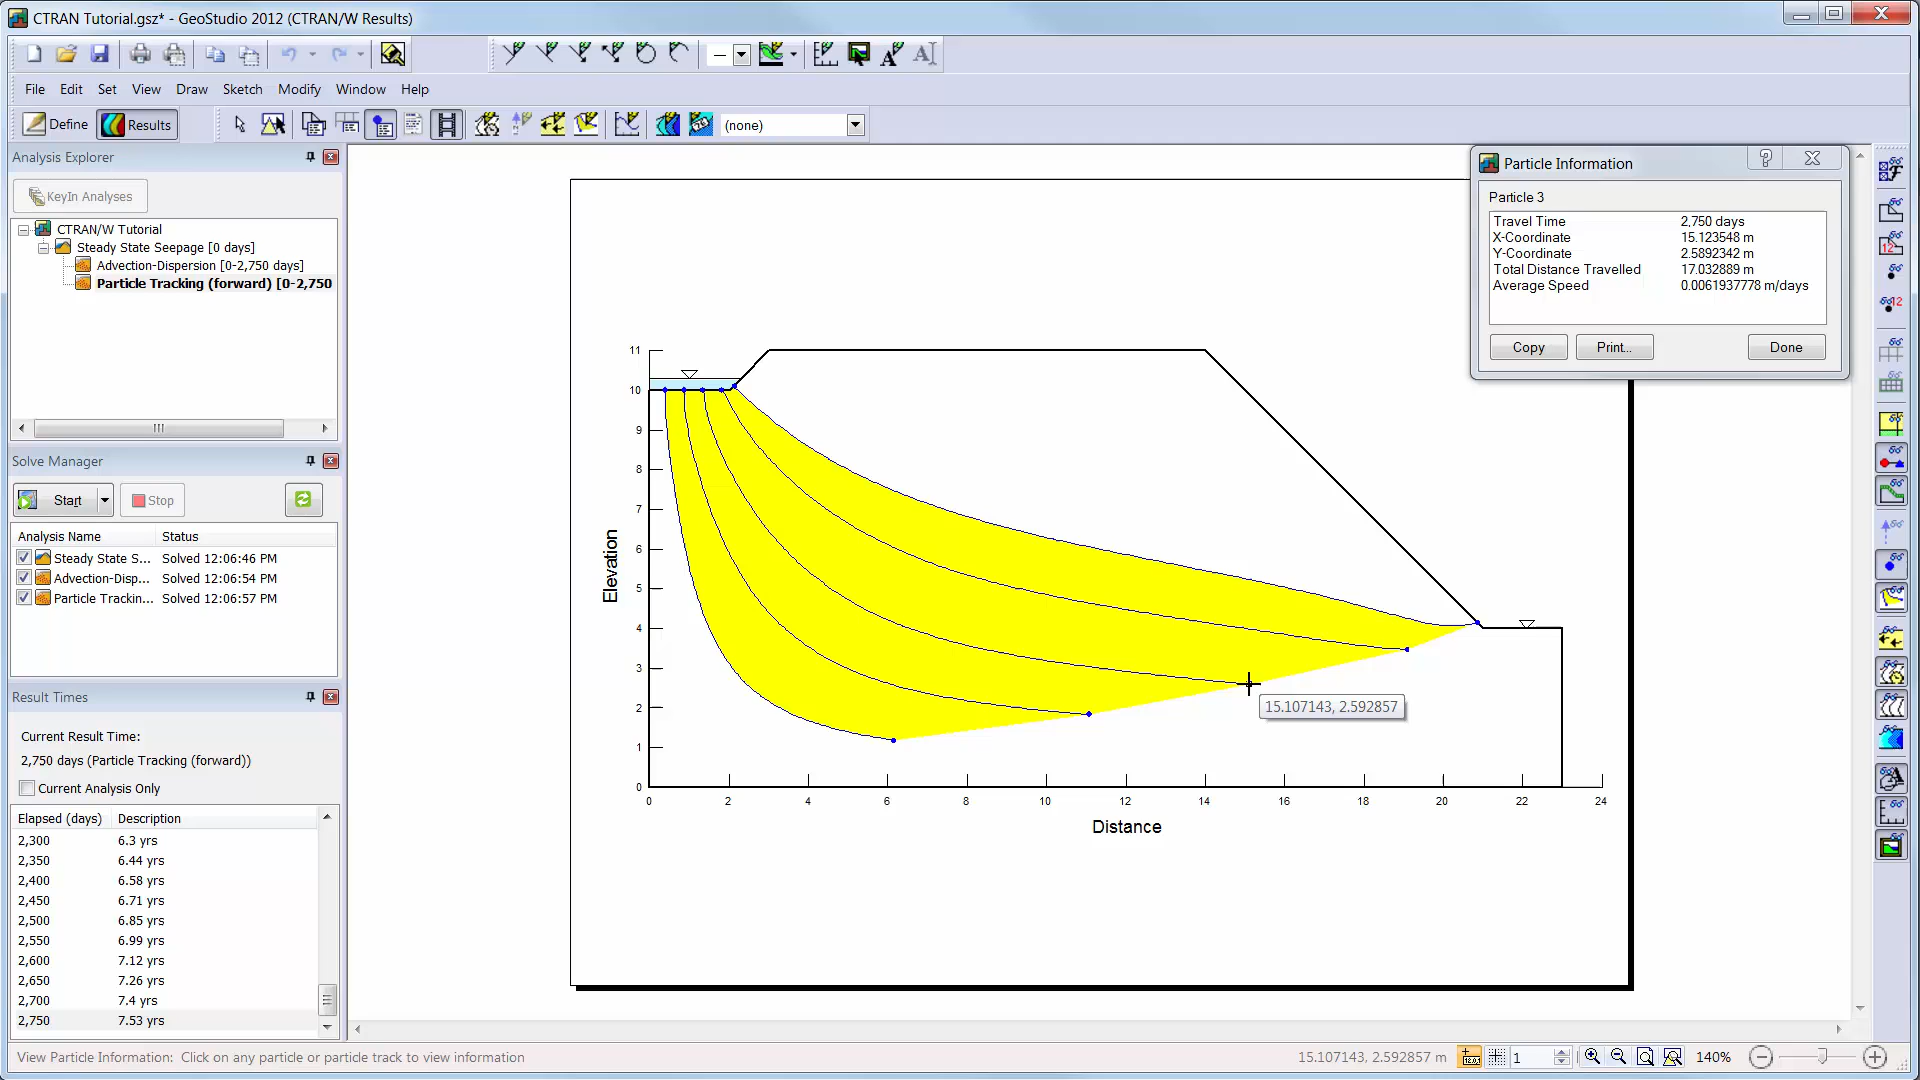 CTRAN Tutorial.gsz* - GeoStudio 2012 (CTRAN/W Results)
File Edit Set View Draw Sketch Modify Window Help
Define Results (none)
Analysis Explorer
KeyIn Analyses
CTRAN/W Tutorial
Steady State Seepage [0 days]
Advection-Dispersion [0-2,750 days]
Particle Tracking (forward) [0-2,750
Solve Manager
Start Stop
Analysis Name Status
Steady State S... Solved 12:06:46 PM
Advection-Disp... Solved 12:06:54 PM
Particle Trackin... Solved 12:06:57 PM
Result Times
Current Result Time:
2,750 days (Particle Tracking (forward))
Current Analysis Only
Elapsed (days) Description
2,300 6.3 yrs
2,350 6.44 yrs
2,400 6.58 yrs
2,450 6.71 yrs
2,500 6.85 yrs
2,550 6.99 yrs
2,600 7.12 yrs
2,650 7.26 yrs
2,700 7.4 yrs
2,750 7.53 yrs
Particle Information
Particle 3
Travel Time 2,750 days
X-Coordinate 15.123548 m
Y-Coordinate 2.5892342 m
Total Distance Travelled 17.032889 m
Average Speed 0.0061937778 m/days
Copy Print... Done
11
10
9
8
7
6
5
4
3
2
1
0
Elevation
15.107143, 2.592857
0 2 4 6 8 10 12 14 16 18 20 22 24
Distance
View Particle Information: Click on any particle or particle track to view information
15.107143, 2.592857 m 1 140%